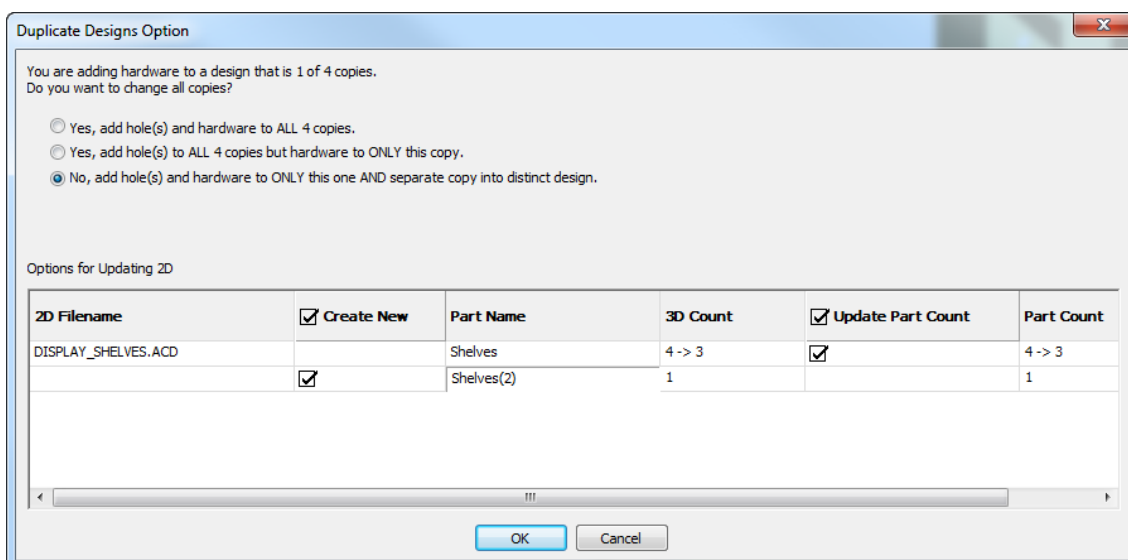 Duplicate Designs Option
You are adding hardware to a design that is 1 of 4 copies.
Do you want to change all copies?
Yes, add hole(s) and hardware to ALL 4 copies.
Yes, add hole(s) to ALL 4 copies but hardware to ONLY this copy.
No, add hole(s) and hardware to ONLY this one AND separate copy into distinct design.
Options for Updating 2D
2D Filename Create New Part Name 3D Count Update Part Count Part Count
DISPLAY_SHELVES.ACD Shelves 4 -> 3 4 -> 3
Shelves(2) 1 1
OK Cancel